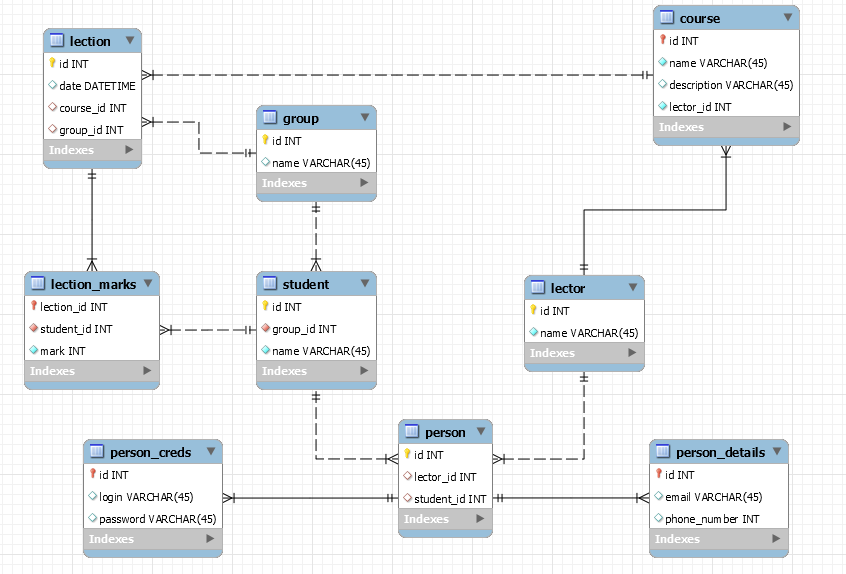 lection
id INT
date DATETIME
course_id INT
group_id INT
Indexes
course
id INT
name VARCHAR(45)
description VARCHAR(45)
lector_id INT
Indexes
group
id INT
name VARCHAR(45)
Indexes
lection_marks
lection_id INT
student_id INT
mark INT
Indexes
student
id INT
group_id INT
name VARCHAR(45)
Indexes
lector
id INT
name VARCHAR(45)
Indexes
person_creds
id INT
login VARCHAR(45)
password VARCHAR(45)
Indexes
person
id INT
lector_id INT
student_id INT
Indexes
person_details
id INT
email VARCHAR(45)
phone_number INT
Indexes